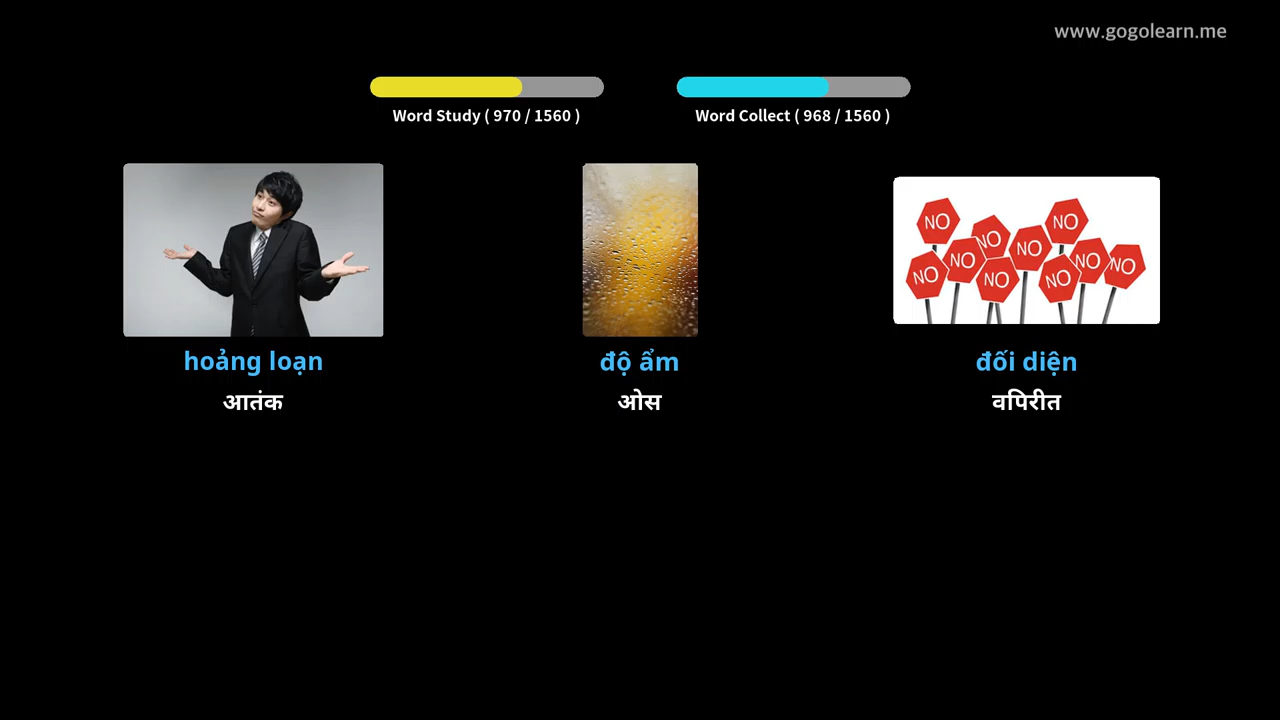 www.gogolearn.me
Word Study ( 970 / 1560 )
Word Collect ( 968 / 1560 )
NO
NO
NO
NO
NO
NO
NO
NO
NO
NO
hoảng loạn
độ ẩm
đối diện
आतंक
ओस
वपिरीत